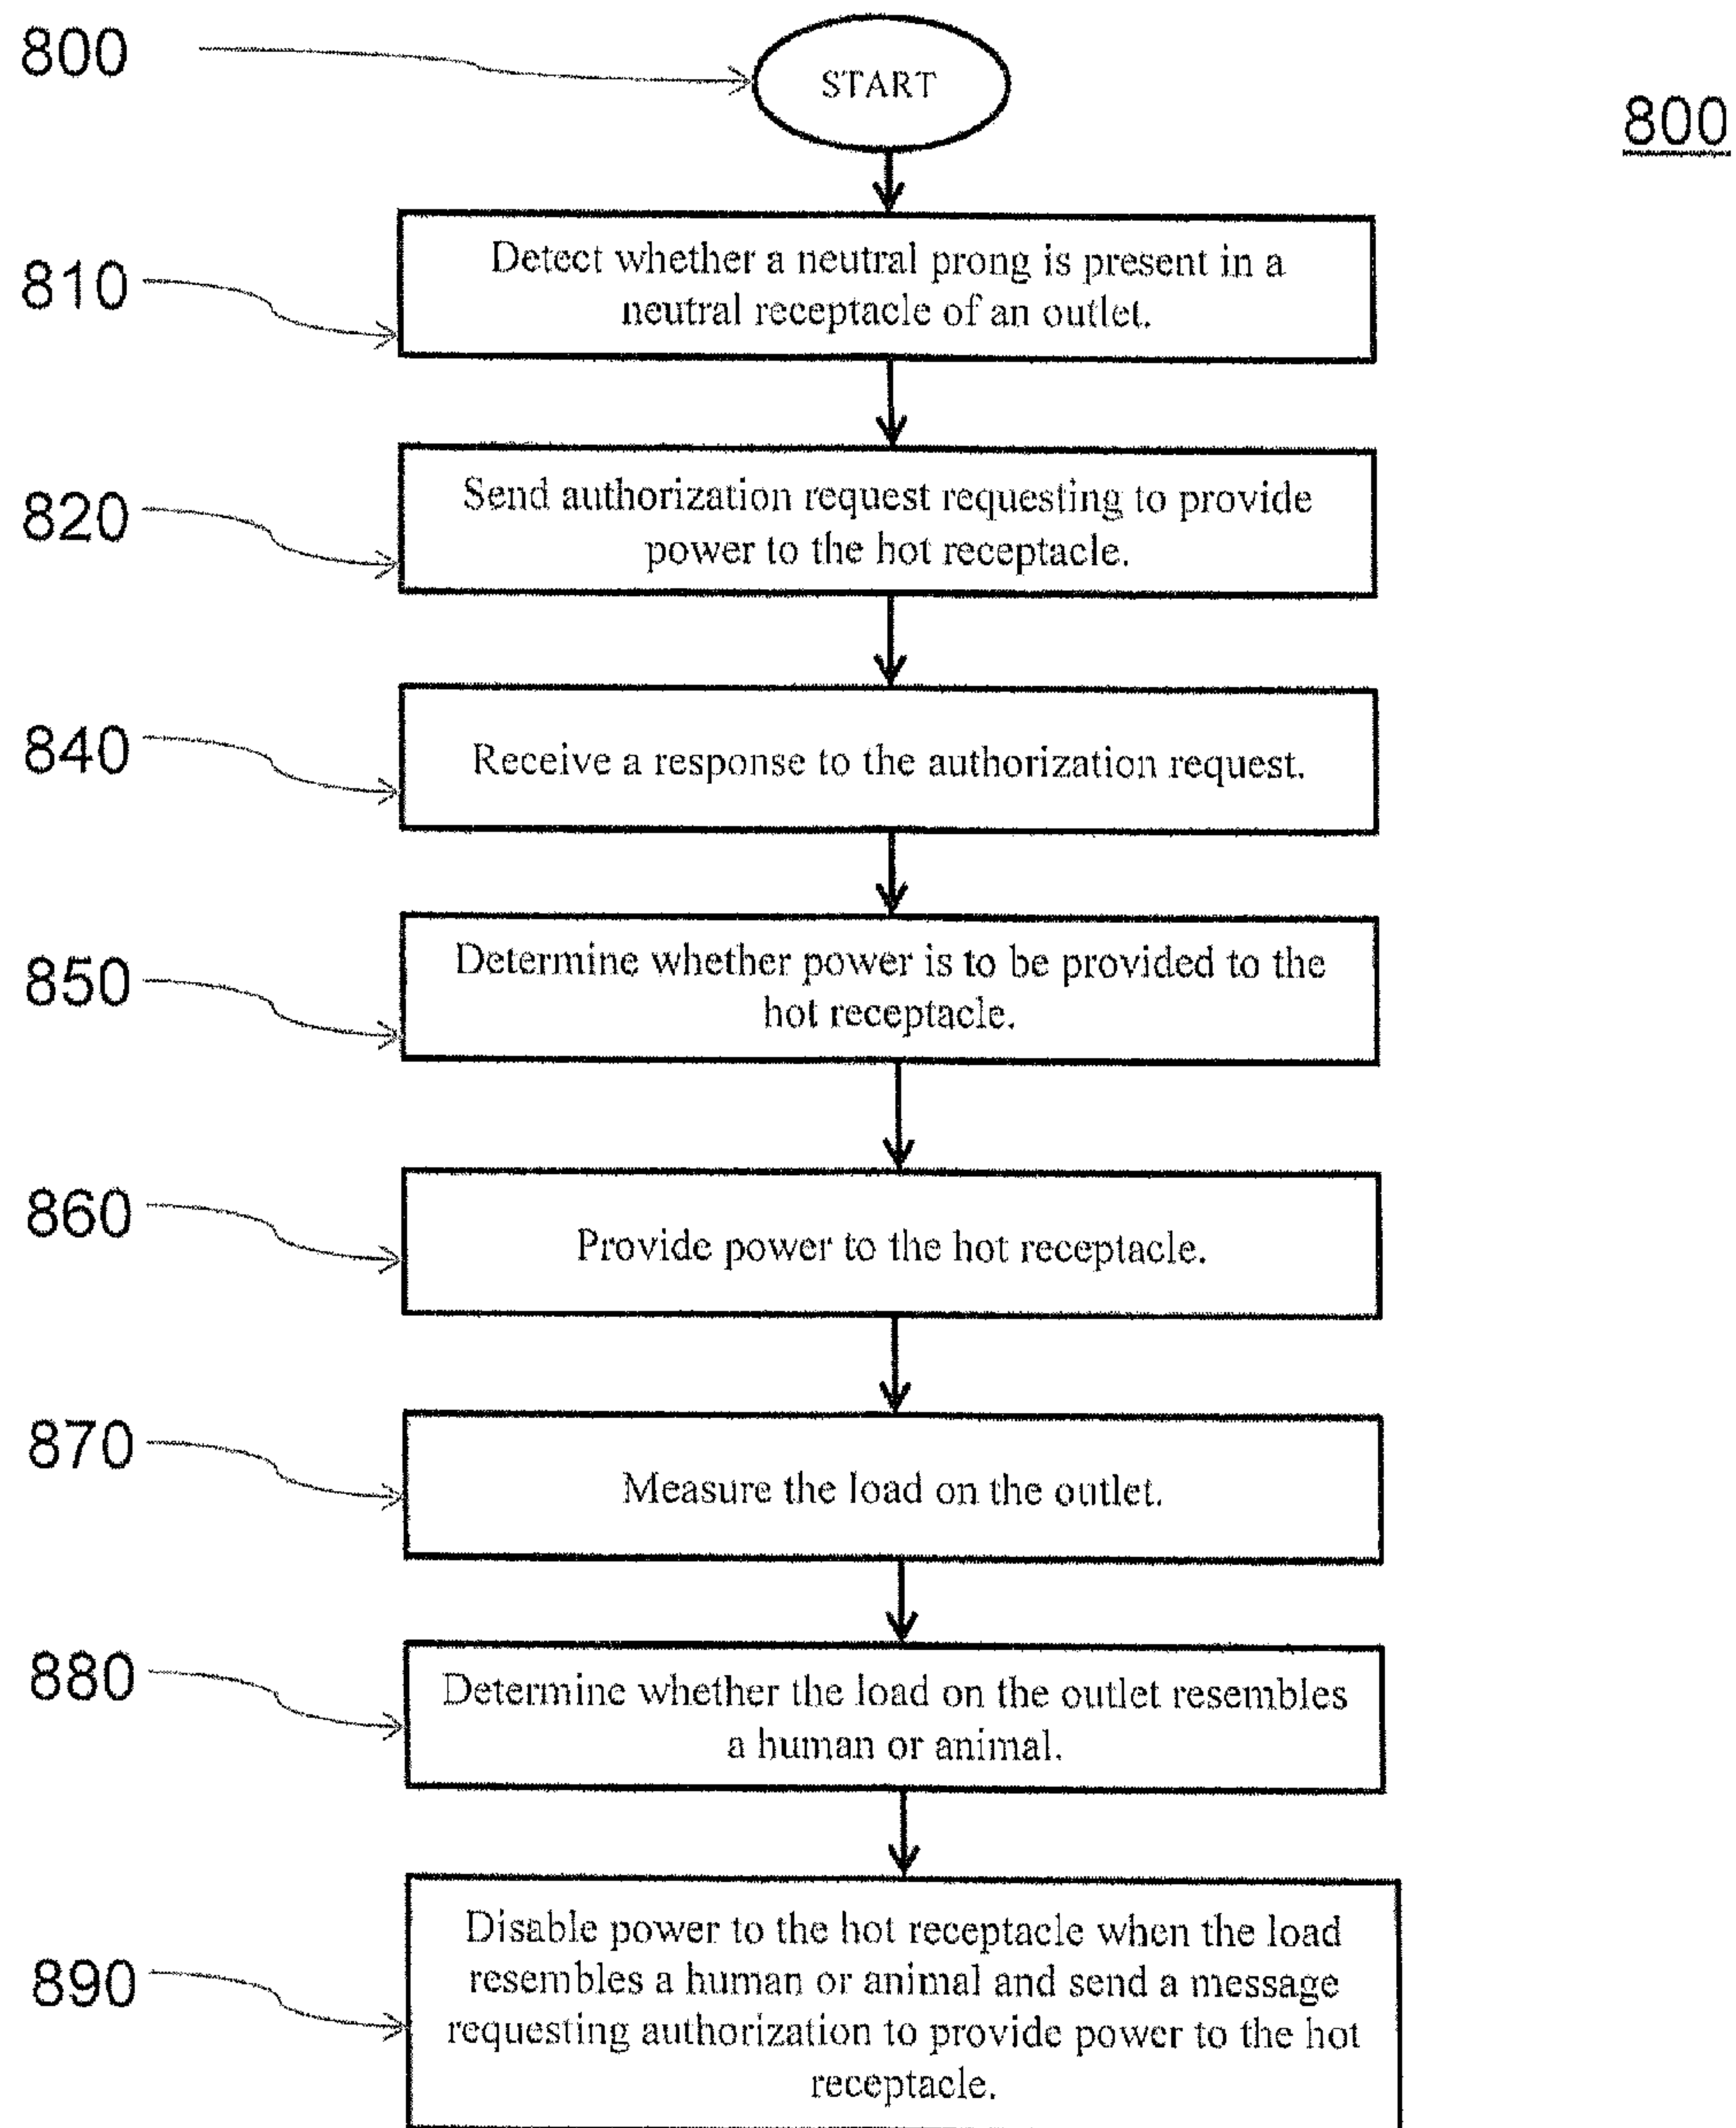 800
START
800
810
Detect whether a neutral prong is present in a
neutral receptacle of an outlet.
820
Send authorization request requesting to provide
power to the hot receptacle.
840
Receive a response to the authorization request.
850
Determine whether power is to be provided to the
hot receptacle.
860
Provide power to the hot receptacle.
870
Measure the load on the outlet.
880
Determine whether the load on the outlet resembles
a human or animal.
890
Disable power to the hot receptacle when the load
resembles a human or animal and send a message
requesting authorization to provide power to the hot
receptacle.